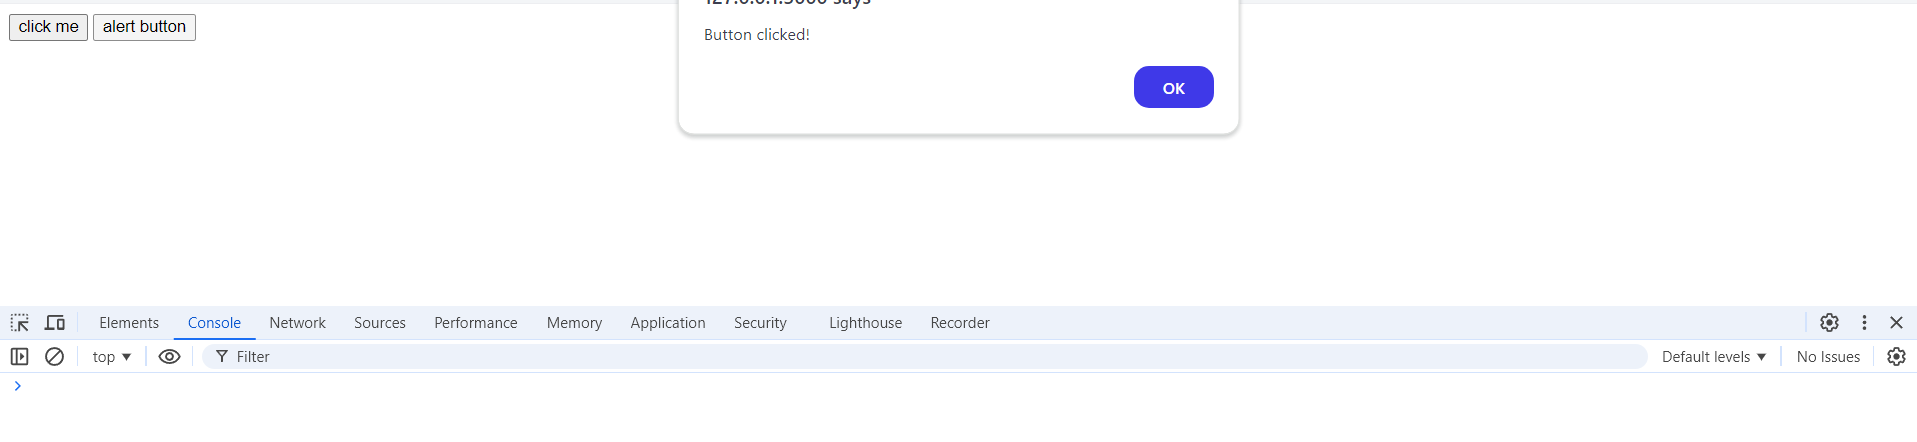 says
click me alert button
Button clicked!
OK
Elements Console Network Sources Performance Memory Application Security Lighthouse Recorder
top Filter Default levels No Issues